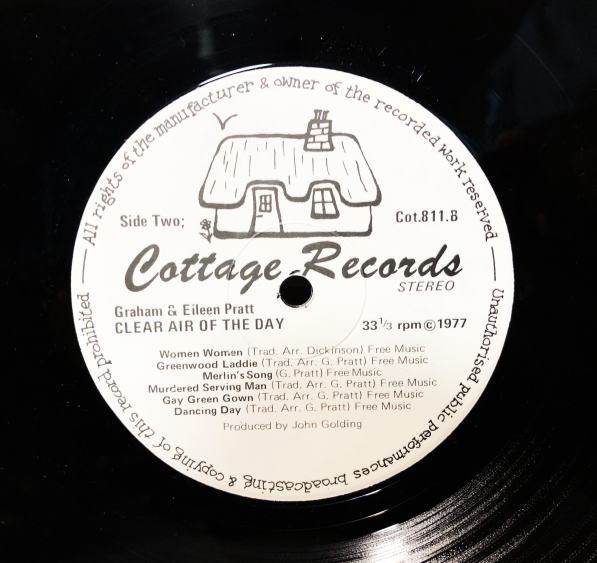 All rights of the manufacturer & owner of the recorded work reserved
Unauthorised public performances broadcasting & copying of this record prohibited
Side Two;
Cot.811.B
Cottage Records
STEREO
Graham & Eileen Pratt
CLEAR AIR OF THE DAY
33 1/3 rpm ©1977
Women Women (Trad. Arr. Dickinson) Free Music
Greenwood Laddie (Trad. Arr. G. Pratt) Free Music
Merlin's Song (G. Pratt) Free Music
Murdered Serving Man (Trad. Arr. G. Pratt) Free Music
Gay Green Gown (Trad. Arr. G. Pratt) Free Music
Dancing Day (Trad. Arr. G. Pratt) Free Music
Produced by John Golding